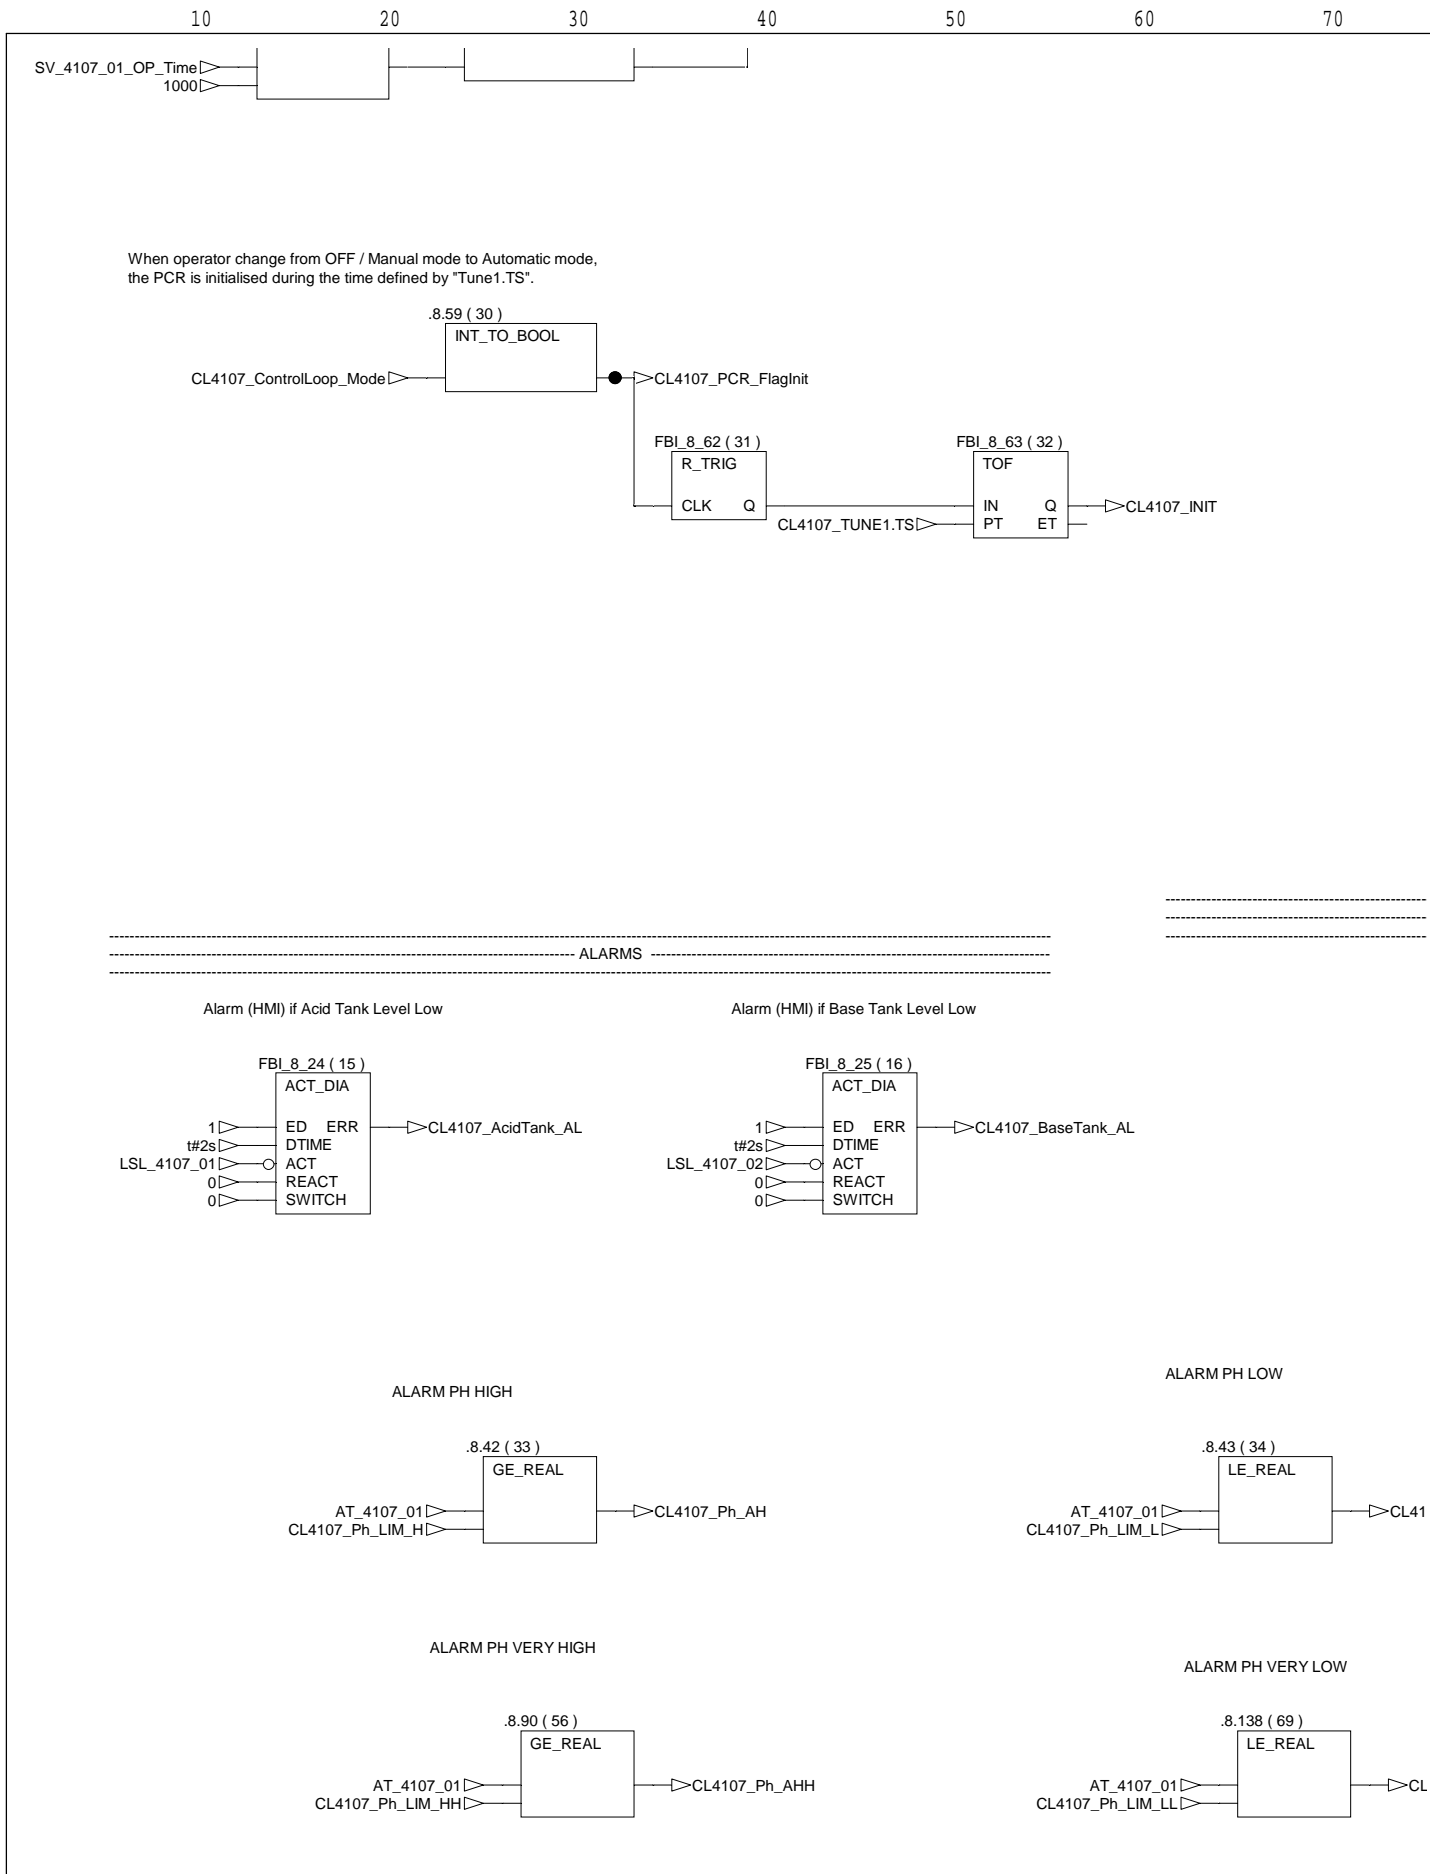 10 20 30 40 50 60 70
SV_4107_01_OP_Time
1000
When operator change from OFF / Manual mode to Automatic mode,
the PCR is initialised during the time defined by "Tune1.TS".
.8.59 ( 30 )
INT_TO_BOOL
CL4107_ControlLoop_Mode
CL4107_PCR_FlagInit
FBI_8_62 ( 31 )
R_TRIG
CLK Q
FBI_8_63 ( 32 )
TOF
IN Q
CL4107_TUNE1.TS
PT ET
CL4107_INIT
--------------------------------------------------
--------------------------------------------------
--------------------------------------------------
----------------------------------------------------------------------------------------------------
-------------------------------------------------- ALARMS --------------------------------------------------
----------------------------------------------------------------------------------------------------
Alarm (HMI) if Acid Tank Level Low
FBI_8_24 ( 15 )
ACT_DIA
1 ED ERR CL4107_AcidTank_AL
t#2s DTIME
LSL_4107_01 ACT
0 REACT
0 SWITCH
Alarm (HMI) if Base Tank Level Low
FBI_8_25 ( 16 )
ACT_DIA
1 ED ERR CL4107_BaseTank_AL
t#2s DTIME
LSL_4107_02 ACT
0 REACT
0 SWITCH
ALARM PH HIGH
.8.42 ( 33 )
GE_REAL
AT_4107_01
CL4107_Ph_LIM_H
CL4107_Ph_AH
ALARM PH LOW
.8.43 ( 34 )
LE_REAL
AT_4107_01
CL4107_Ph_LIM_L
CL41
ALARM PH VERY HIGH
.8.90 ( 56 )
GE_REAL
AT_4107_01
CL4107_Ph_LIM_HH
CL4107_Ph_AHH
ALARM PH VERY LOW
.8.138 ( 69 )
LE_REAL
AT_4107_01
CL4107_Ph_LIM_LL
CL